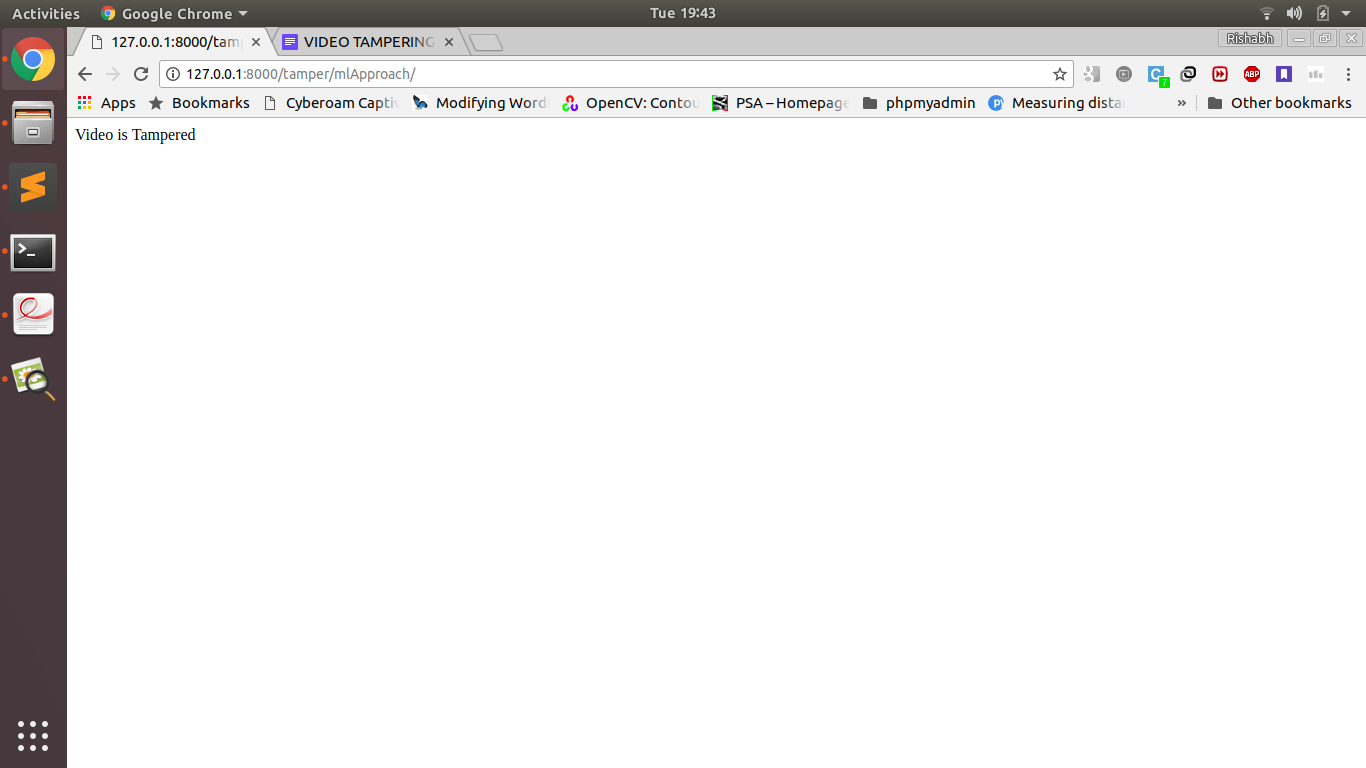 Activities Google Chrome Tue 19:43
127.0.0.1:8000/tam VIDEO TAMPERING Rishabh
127.0.0.1:8000/tamper/mlApproach/ 7 ABP
Apps Bookmarks Cyberoam Capti Modifying Word OpenCV: Contou PSA – Homepage phpmyadmin Measuring dista » Other bookmarks
Video is Tampered